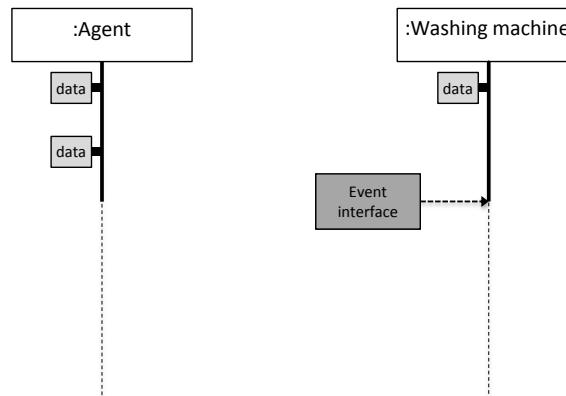 :Agent
:Washing machine
data
data
data
Event
interface